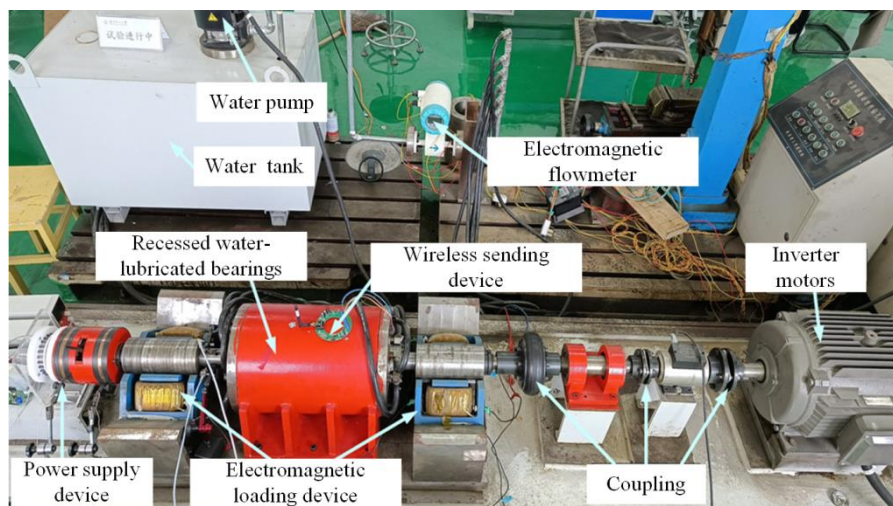 试验进行中
Water pump
Water tank
Electromagnetic
flowmeter
Recessed water-
lubricated bearings
Wireless sending
device
Inverter
motors
Power supply
device
Electromagnetic
loading device
Coupling